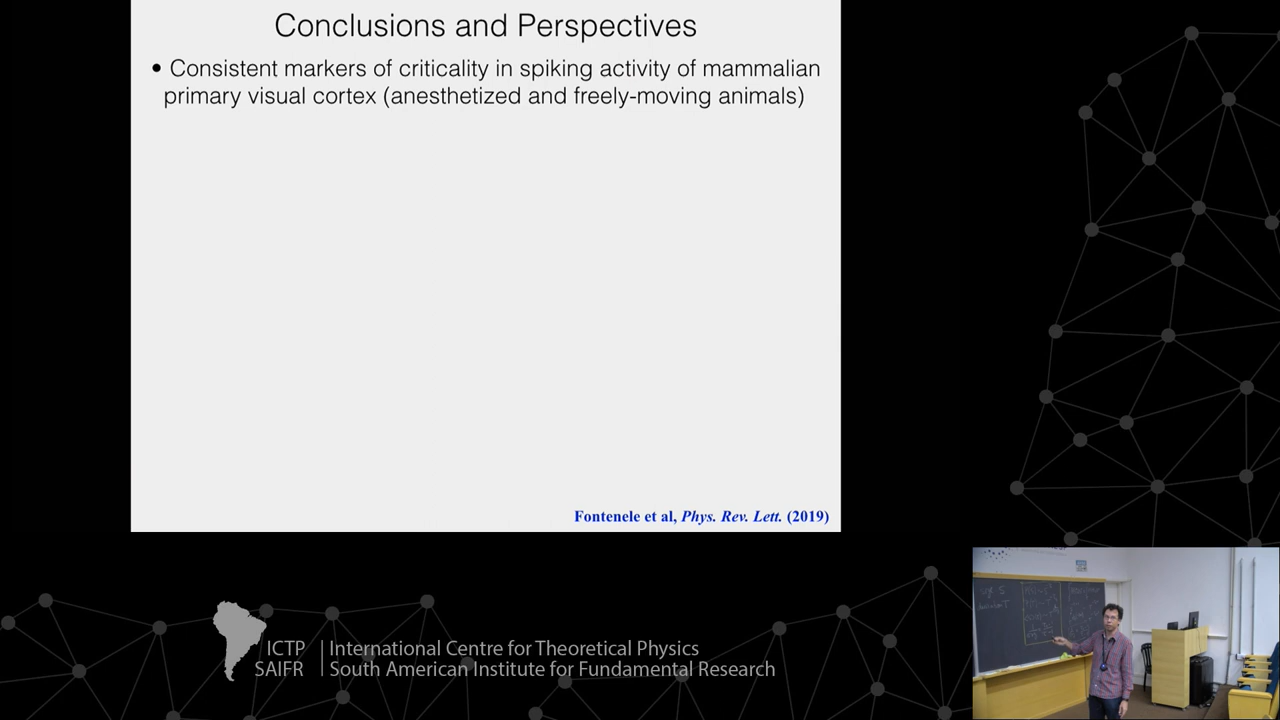 Conclusions and Perspectives
• Consistent markers of criticality in spiking activity of mammalian
primary visual cortex (anesthetized and freely-moving animals)
Fontenele et al, Phys. Rev. Lett. (2019)
ICTP | International Centre for Theoretical Physics
SAIFR | South American Institute for Fundamental Research